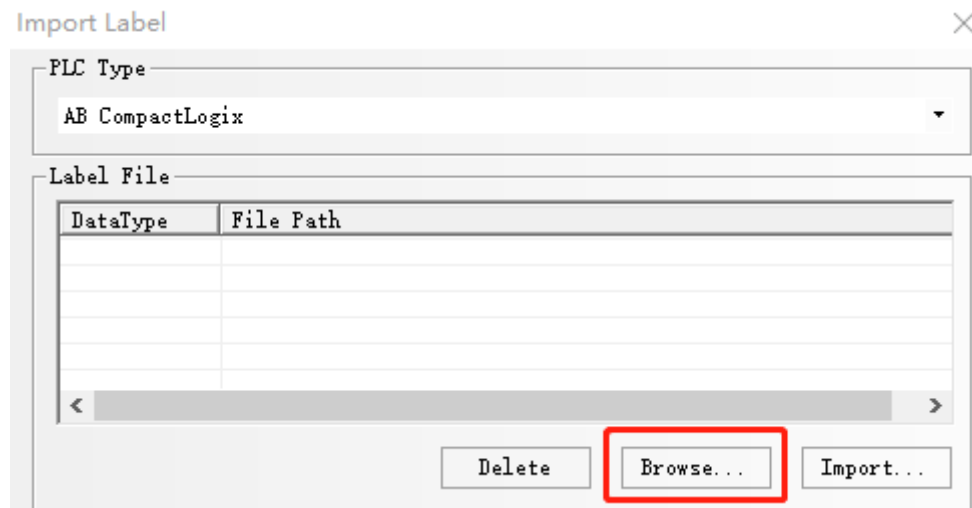 Import Label
PLC Type
AB CompactLogix
Label File
DataType File Path
Delete Browse... Import...